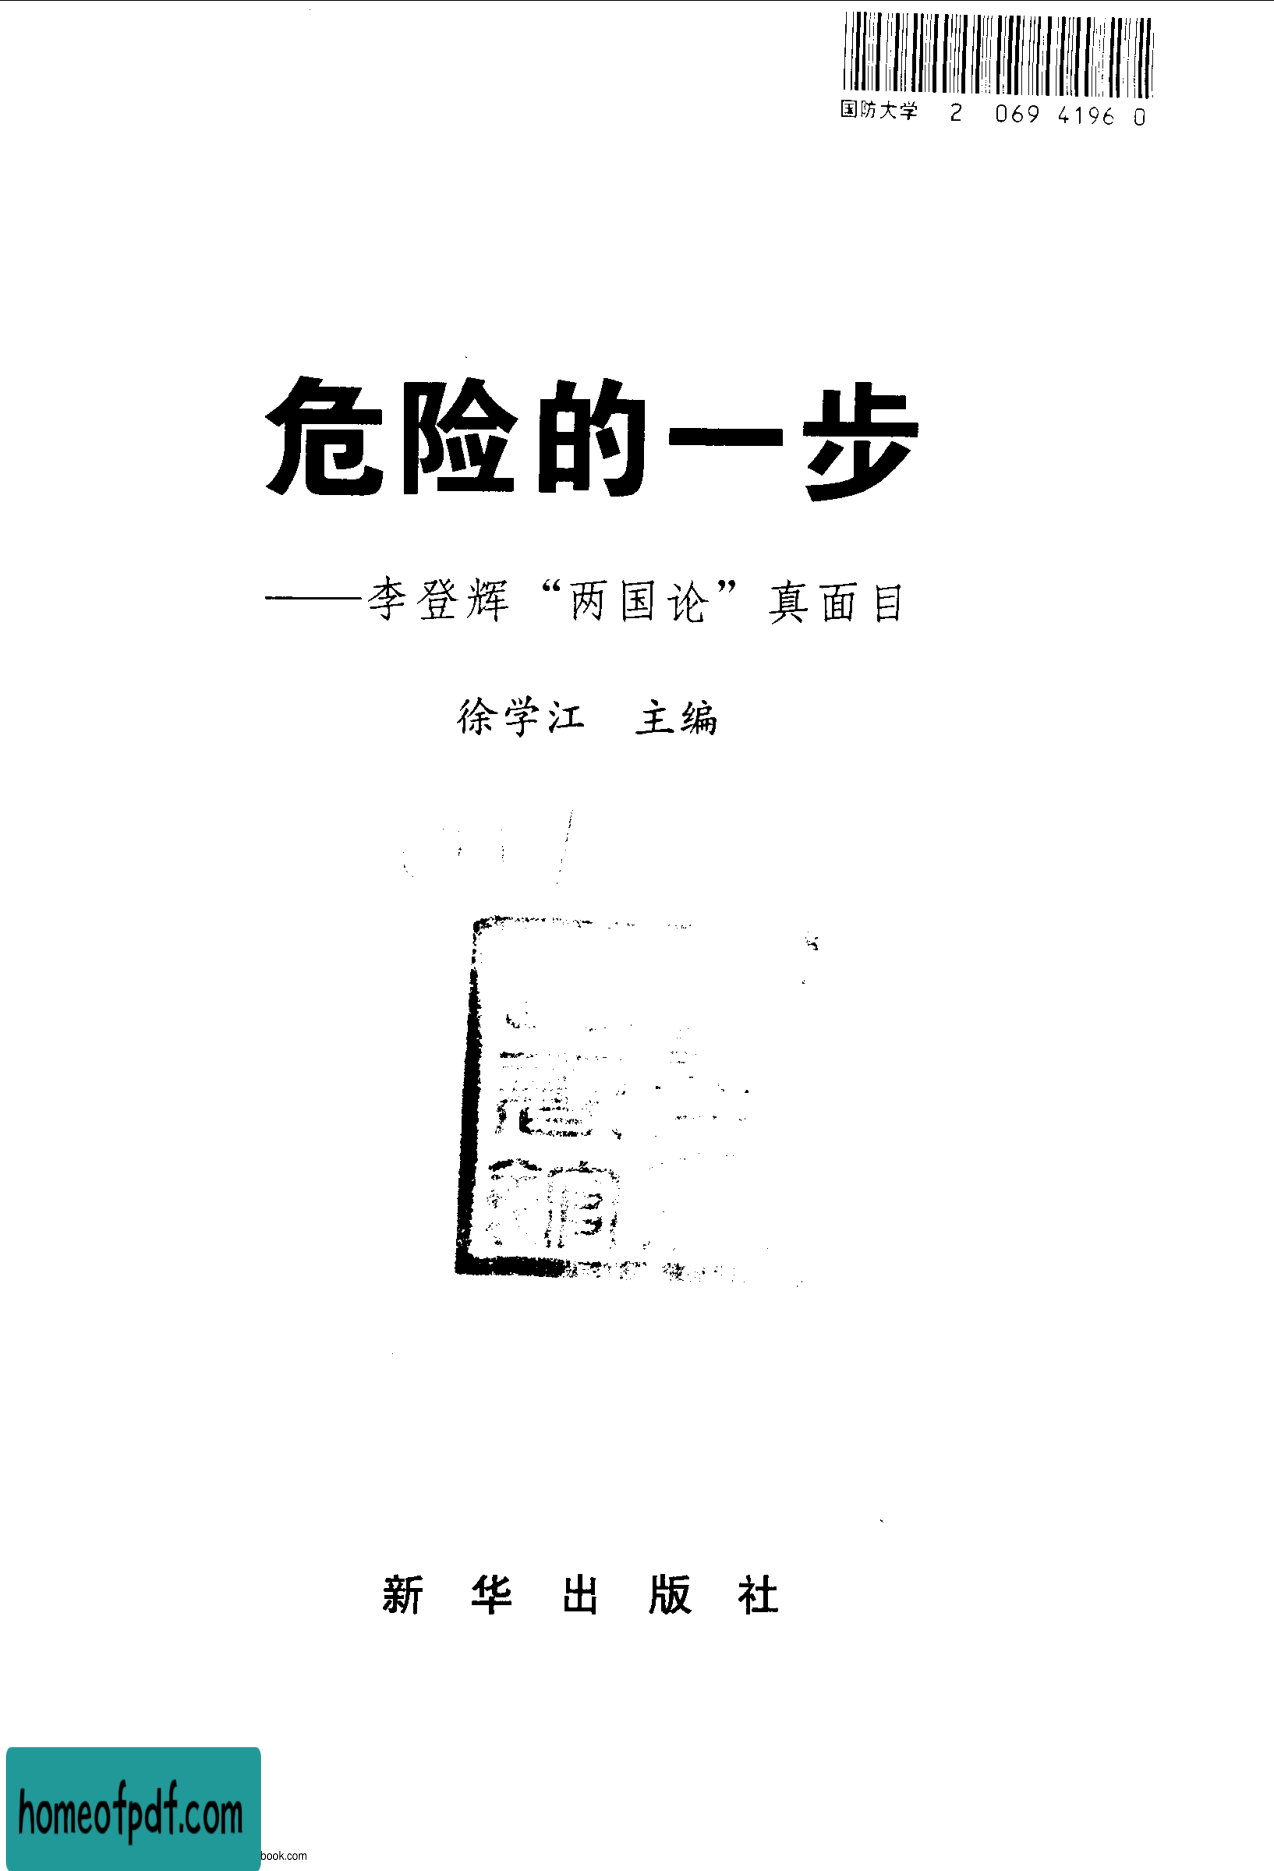 国防大学 2 069 4196 0
危险的一步
——李登辉“两国论”真面目
徐学江 主编
新华出版社
homeofpdf.com
book.com